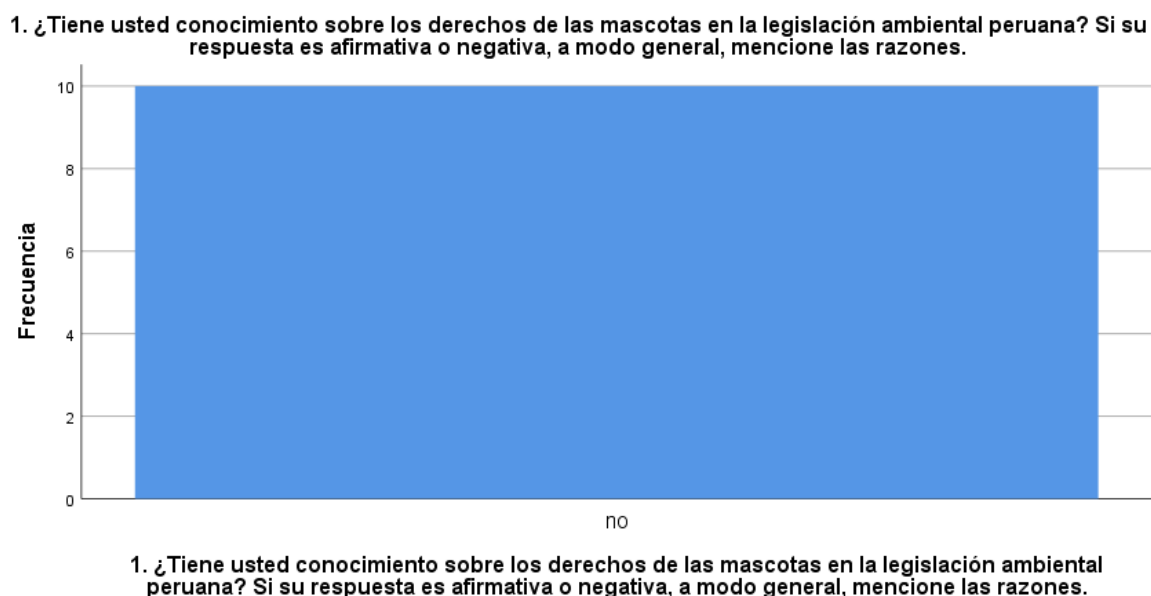 1. ¿Tiene usted conocimiento sobre los derechos de las mascotas en la legislación ambiental peruana? Si su
respuesta es afirmativa o negativa, a modo general, mencione las razones.
10
8
6
4
2
0
Frecuencia
no
1. ¿Tiene usted conocimiento sobre los derechos de las mascotas en la legislación ambiental
peruana? Si su respuesta es afirmativa o negativa, a modo general, mencione las razones.